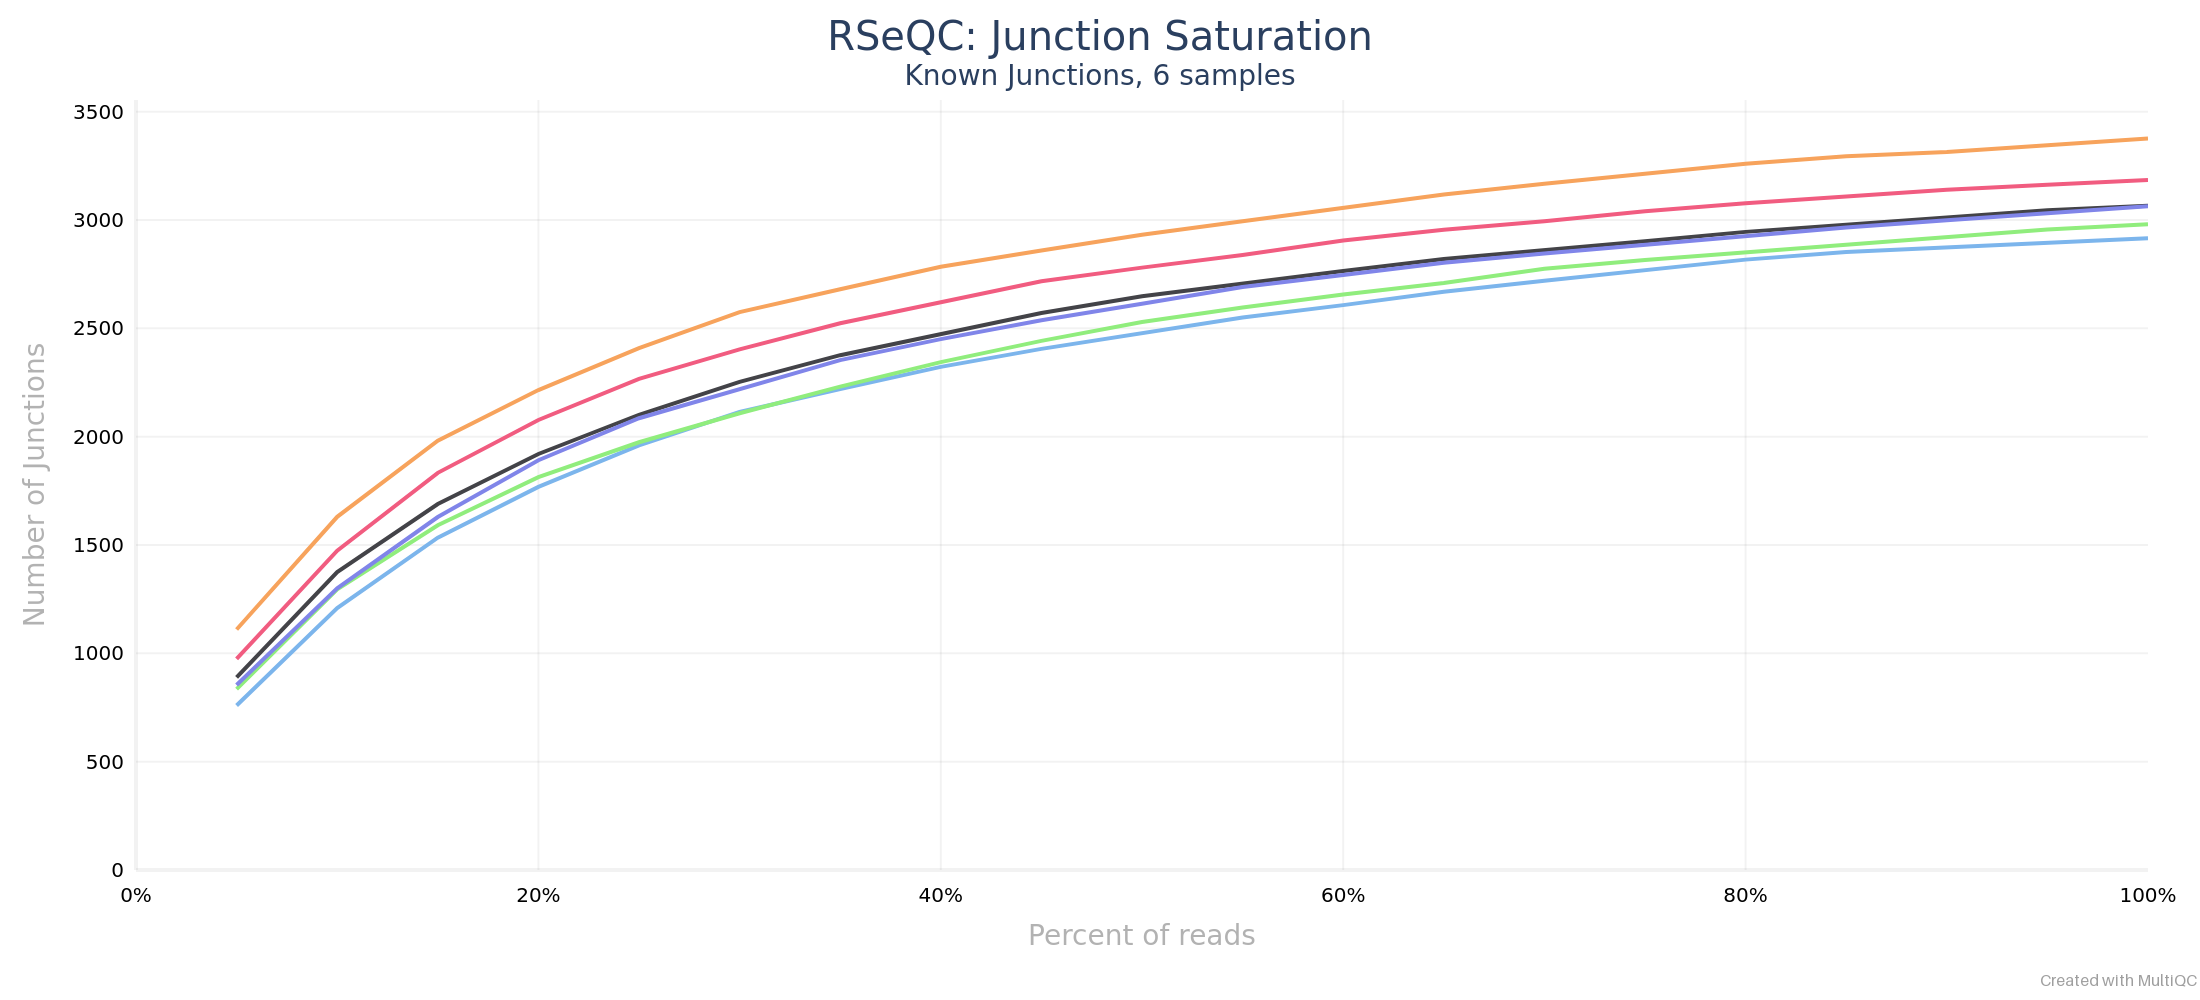 RSeQC: Junction Saturation
Known Junctions, 6 samples
3500
3000
2500
2000
1500
1000
500
0
Number of Junctions
0% 20% 40% 60% 80% 100%
Percent of reads
Created with MultiQC